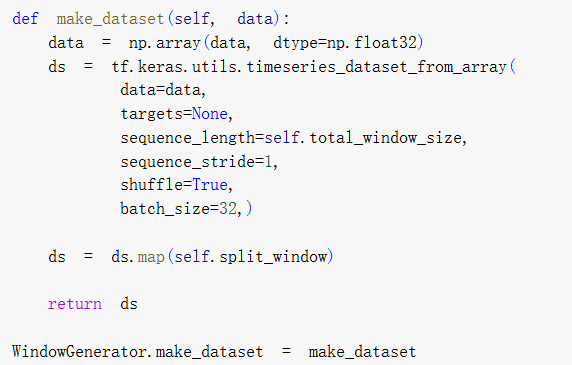 def make_dataset(self, data):
    data = np.array(data, dtype=np.float32)
    ds = tf.keras.utils.timeseries_dataset_from_array(
            data=data,
            targets=None,
            sequence_length=self.total_window_size,
            sequence_stride=1,
            shuffle=True,
            batch_size=32,)
    ds = ds.map(self.split_window)
    return ds
WindowGenerator.make_dataset = make_dataset